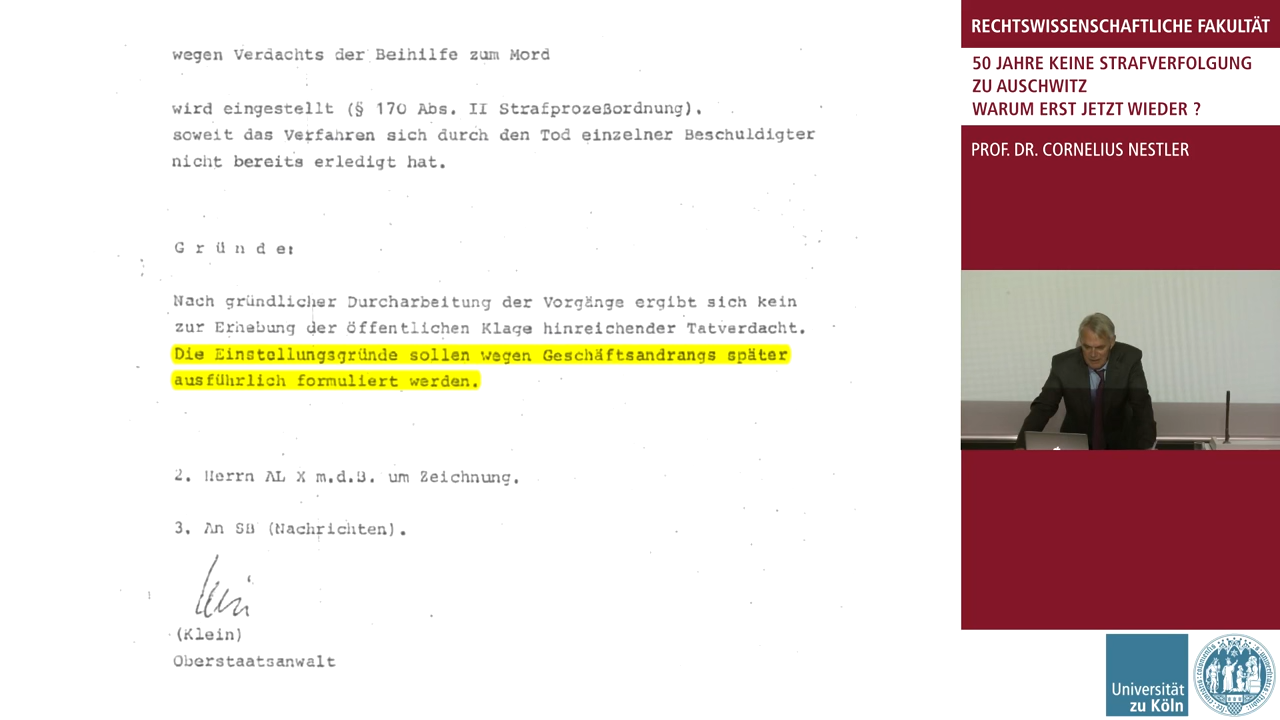 wegen Verdachts der Beihilfe zum Mord
wird eingestellt (§ 170 Abs. II Strafprozeßordnung),
soweit das Verfahren sich durch den Tod einzelner Beschuldigter
nicht bereits erledigt hat.
G r ü n d e:
Nach gründlicher Durcharbeitung der Vorgänge ergibt sich kein
zur Erhebung der öffentlichen Klage hinreichender Tatverdacht.
Die Einstellungsgründe sollen wegen Geschäftsandrangs später
ausführlich formuliert werden.
2. Herrn AL X m.d.B. um Zeichnung.
3. An SB (Nachrichten).
Klein
(Klein)
Oberstaatsanwalt
RECHTSWISSENSCHAFTLICHE FAKULTÄT
50 JAHRE KEINE STRAFVERFOLGUNG
ZU AUSCHWITZ
WARUM ERST JETZT WIEDER ?
PROF. DR. CORNELIUS NESTLER
Universität
zu Köln